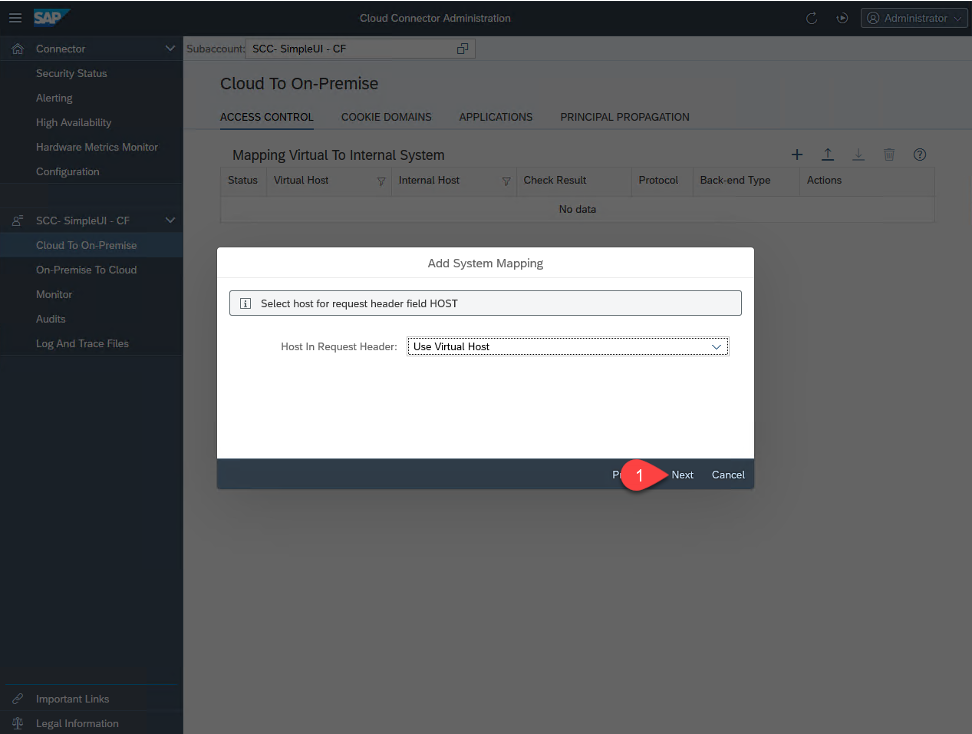 SAP Cloud Connector Administration Administrator
Connector
Security Status
Alerting
High Availability
Hardware Metrics Monitor
Configuration
SCC- SimpleUI - CF
Cloud To On-Premise
On-Premise To Cloud
Monitor
Audits
Log And Trace Files
Important Links
Legal Information
Subaccount: SCC- SimpleUI - CF
Cloud To On-Premise
ACCESS CONTROL COOKIE DOMAINS APPLICATIONS PRINCIPAL PROPAGATION
Mapping Virtual To Internal System
Status Virtual Host Internal Host Check Result Protocol Back-end Type Actions
No data
Add System Mapping
Select host for request header field HOST
Host In Request Header: Use Virtual Host
1 Next Cancel